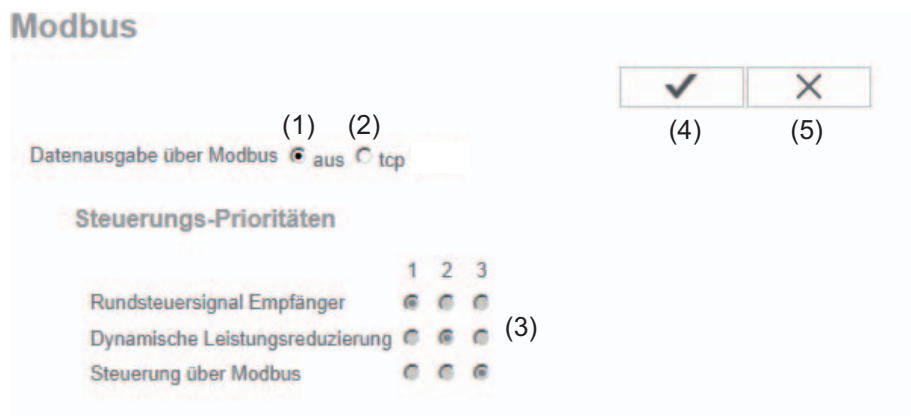 Modbus
(4) (5)
(1) (2)
Datenausgabe über Modbus aus tcp
Steuerungs-Prioritäten
1 2 3
Rundsteuersignal Empfänger
Dynamische Leistungsreduzierung (3)
Steuerung über Modbus